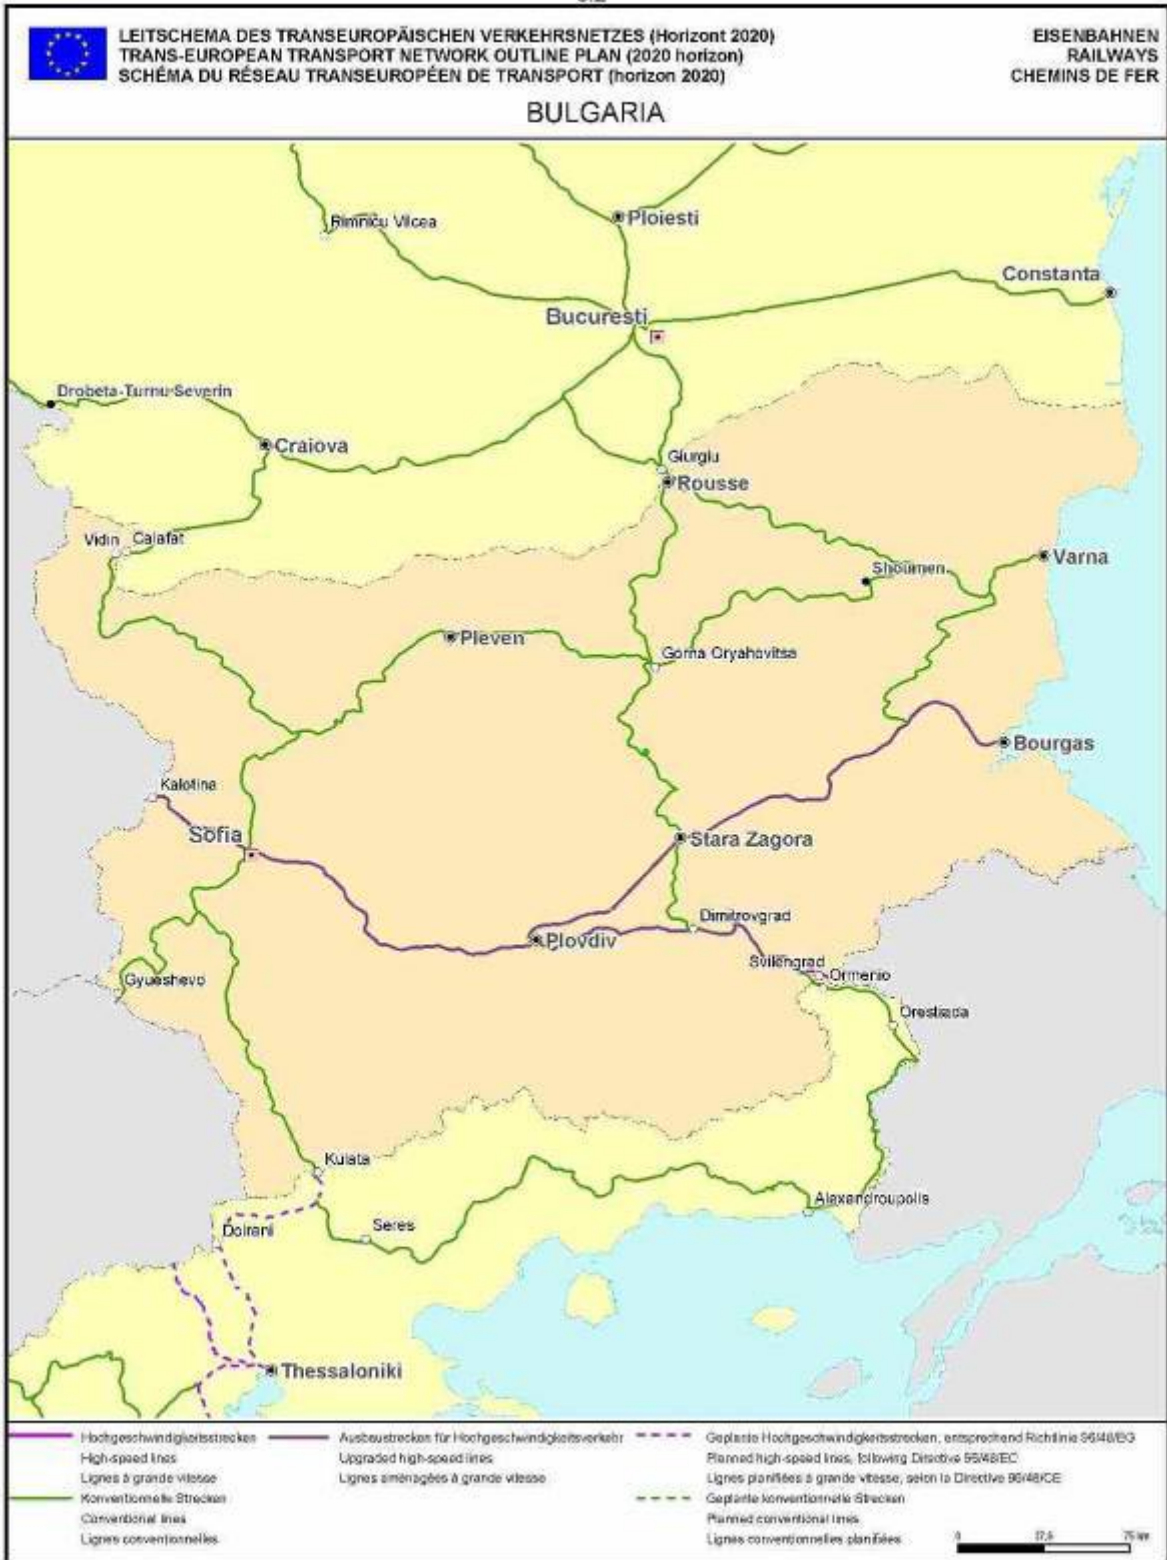 LEITSCHEMA DES TRANSEUROPÄISCHEN VERKEHRSNETZES (Horizont 2020)
TRANS-EUROPEAN TRANSPORT NETWORK OUTLINE PLAN (2020 horizon)
SCHÉMA DU RÉSEAU TRANSEUROPÉEN DE TRANSPORT (horizon 2020)
EISENBAHNEN
RAILWAYS
CHEMINS DE FER
BULGARIA
Rimnicu Vilcea
Ploiesti
Constanta
Bucuresti
Drobeta-Turnu-Severin
Craiova
Giurgiu
Rousse
Vidin
Calafat
Varna
Shoumen
Pleven
Gorna Oryahovitsa
Bourgas
Kalotina
Sofia
Stara Zagora
Dimitrovgrad
Plovdiv
Svilengrad
Ormenio
Gyueshevo
Orestiada
Kulata
Alexandroupolis
Doirani
Seres
Thessaloniki
Hochgeschwindigkeitsstrecken
High-speed lines
Lignes à grande vitesse
Konventionelle Strecken
Conventional lines
Lignes conventionnelles
Ausbaustrecken für Hochgeschwindigkeitsverkehr
Upgraded high-speed lines
Lignes aménagées à grande vitesse
Geplante Hochgeschwindigkeitsstrecken, entsprechend Richtlinie 96/48/EG
Planned high-speed lines, following Directive 96/48/EC
Lignes planifiées à grande vitesse, selon la Directive 96/48/CE
Geplante konventionelle Strecken
Planned conventional lines
Lignes conventionnelles planifiées
0 37,5 75 km